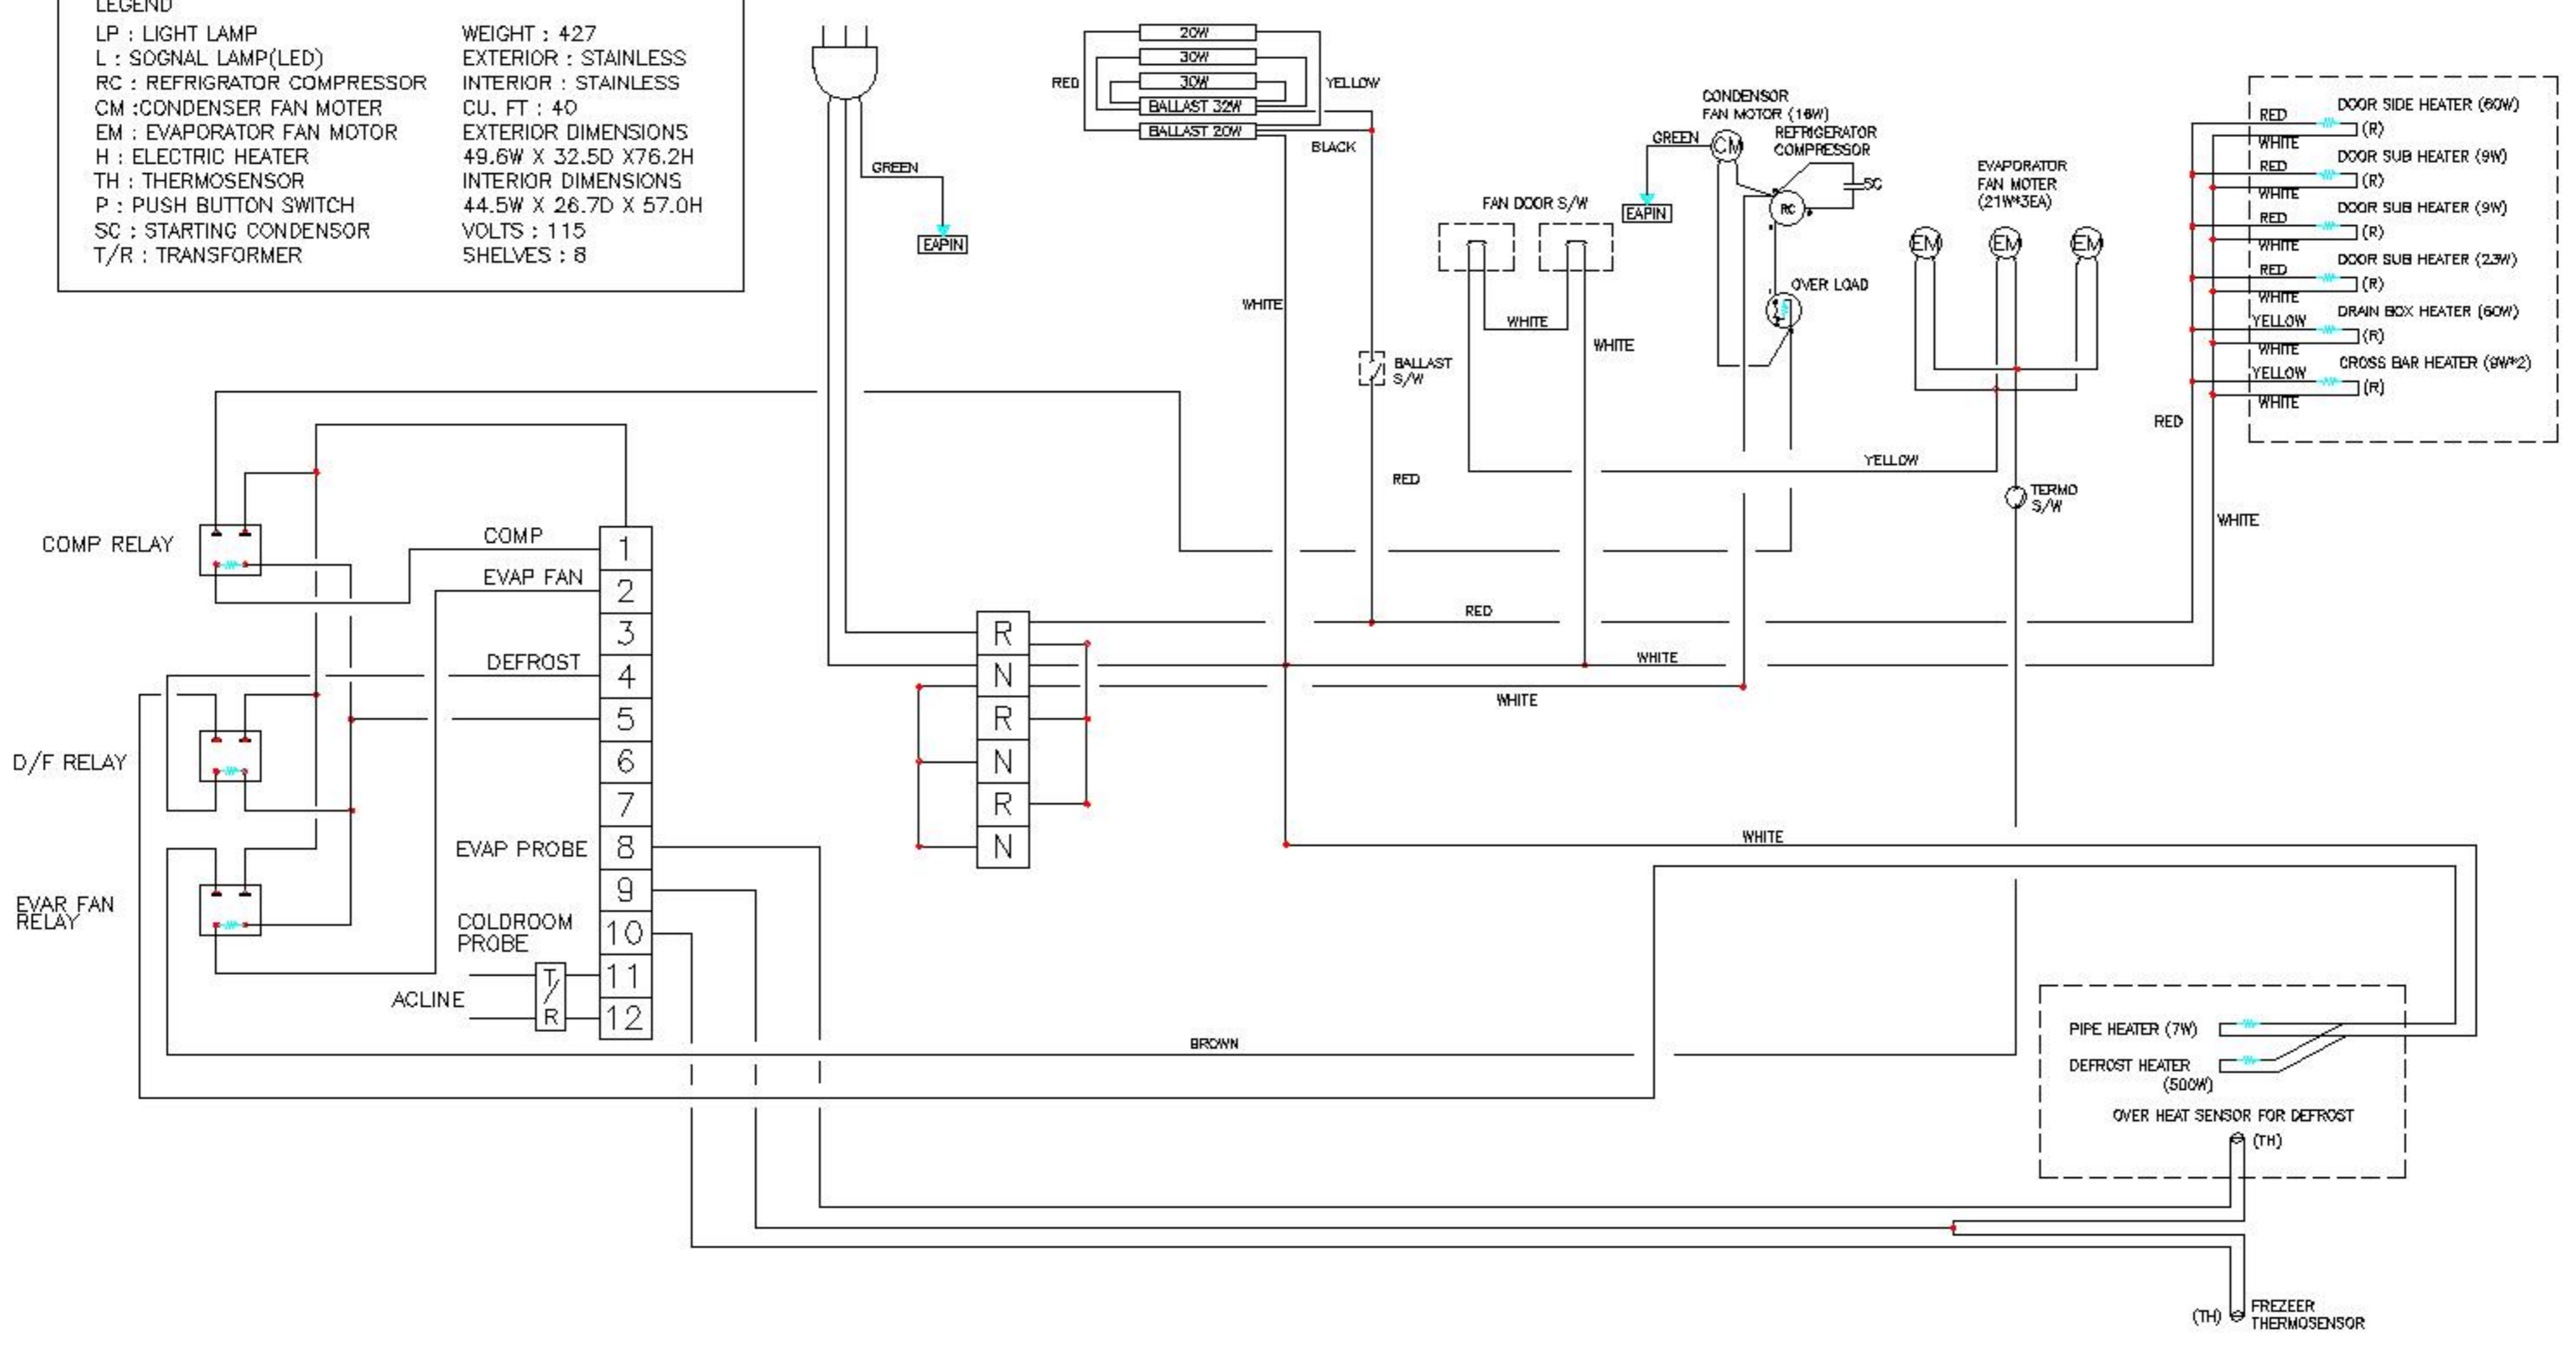 LEGEND
LP : LIGHT LAMP
L : SOGNAL LAMP(LED)
RC : REFRIGRATOR COMPRESSOR
CM :CONDENSER FAN MOTER
EM : EVAPORATOR FAN MOTOR
H : ELECTRIC HEATER
TH : THERMOSENSOR
P : PUSH BUTTON SWITCH
SC : STARTING CONDENSOR
T/R : TRANSFORMER
WEIGHT : 427
EXTERIOR : STAINLESS
INTERIOR : STAINLESS
CU. FT : 40
EXTERIOR DIMENSIONS
49.6W X 32.5D X76.2H
INTERIOR DIMENSIONS
44.5W X 26.7D X 57.0H
VOLTS : 115
SHELVES : 8
GREEN
EAPIN
20W
30W
30W
BALLAST 32W
BALLAST 20W
RED
YELLOW
BLACK
WHITE
BALLAST
S/W
RED
FAN DOOR S/W
WHITE
WHITE
CONDENSOR
FAN MOTOR (16W)
GREEN
CM
EAPIN
REFRIGERATOR
COMPRESSOR
SC
RC
OVER LOAD
EVAPORATOR
FAN MOTER
(21W*3EA)
EM
EM
EM
YELLOW
TERMO
S/W
DOOR SIDE HEATER (60W)
RED
(R)
WHITE
DOOR SUB HEATER (9W)
RED
(R)
WHITE
DOOR SUB HEATER (9W)
RED
(R)
WHITE
DOOR SUB HEATER (23W)
RED
(R)
WHITE
DRAIN BOX HEATER (60W)
YELLOW
(R)
WHITE
CROSS BAR HEATER (9W*2)
YELLOW
(R)
WHITE
RED
WHITE
COMP RELAY
D/F RELAY
EVAR FAN
RELAY
COMP
EVAP FAN
DEFROST
EVAP PROBE
COLDROOM
PROBE
ACLINE
T/R
1
2
3
4
5
6
7
8
9
10
11
12
R
N
R
N
R
N
RED
WHITE
WHITE
WHITE
BROWN
PIPE HEATER (7W)
DEFROST HEATER
(500W)
OVER HEAT SENSOR FOR DEFROST
(TH)
(TH)
FREZEER
THERMOSENSOR